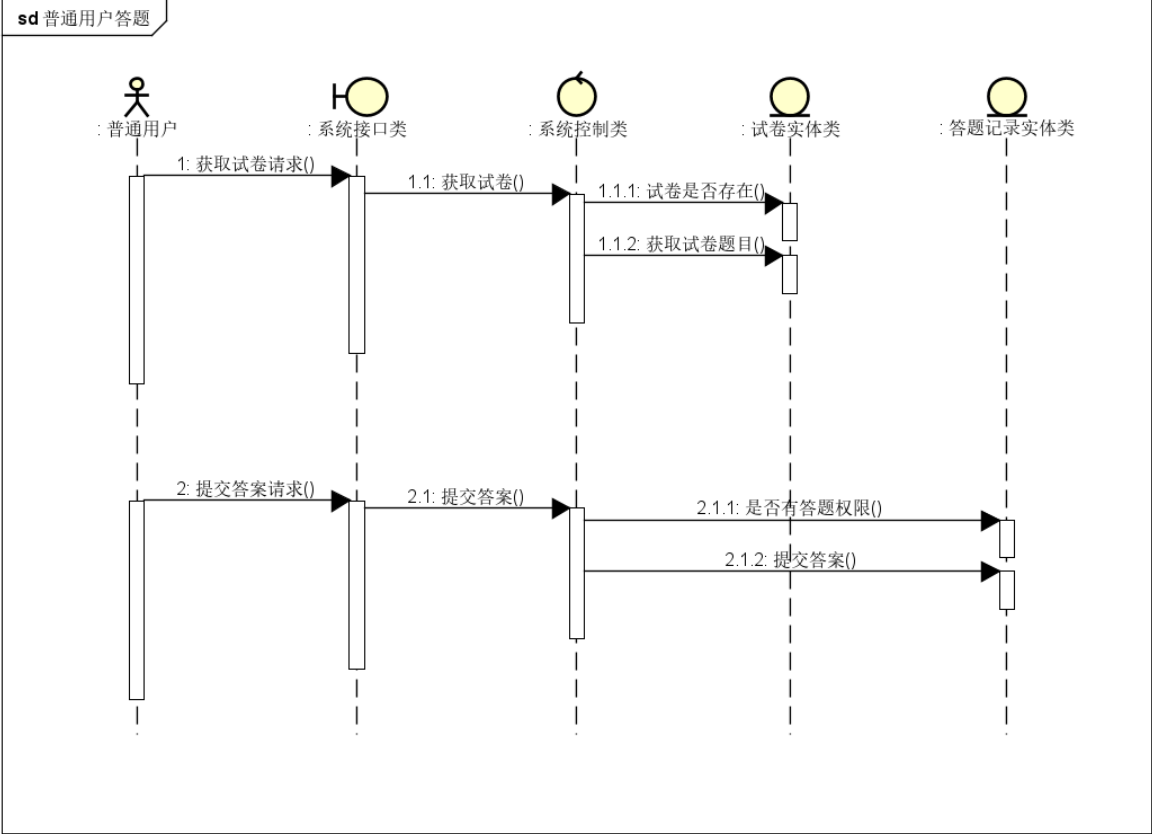 sd 普通用户答题
: 普通用户
: 系统接口类
: 系统控制类
: 试卷实体类
: 答题记录实体类
1: 获取试卷请求()
1.1: 获取试卷()
1.1.1: 试卷是否存在()
1.1.2: 获取试卷题目()
2: 提交答案请求()
2.1: 提交答案()
2.1.1: 是否有答题权限()
2.1.2: 提交答案()